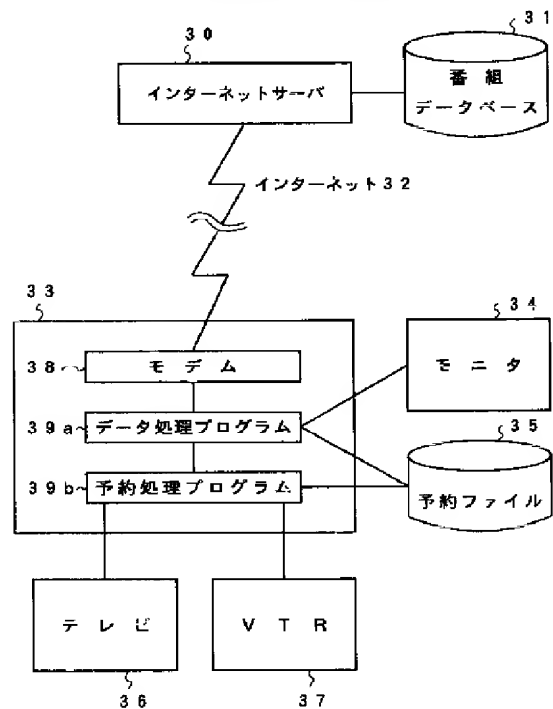 30
31
インターネットサーバ
番組
データベース
インターネット32
33
34
38
モデム
モニタ
39a
データ処理プログラム
35
39b
予約処理プログラム
予約ファイル
テレビ
VTR
36
37